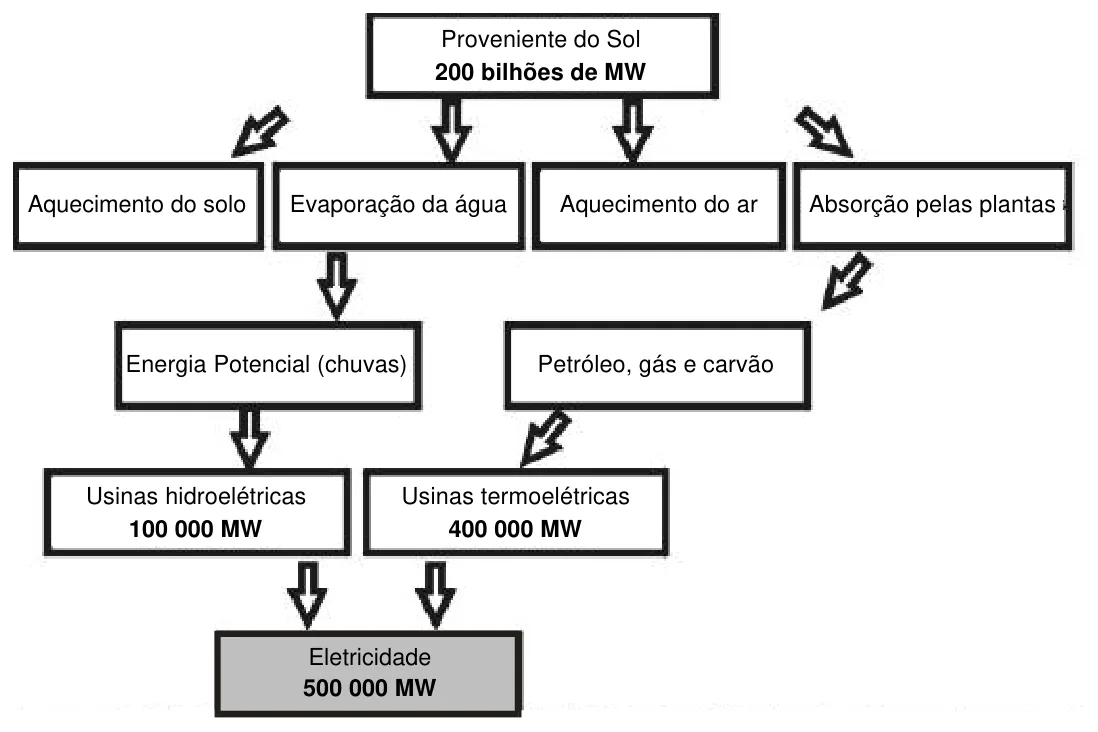 Proveniente do Sol
200 bilhões de MW
Aquecimento do solo
Evaporação da água
Aquecimento do ar
Absorção pelas plantas
Energia Potencial (chuvas)
Petróleo, gás e carvão
Usinas hidroelétricas
100 000 MW
Usinas termoelétricas
400 000 MW
Eletricidade
500 000 MW